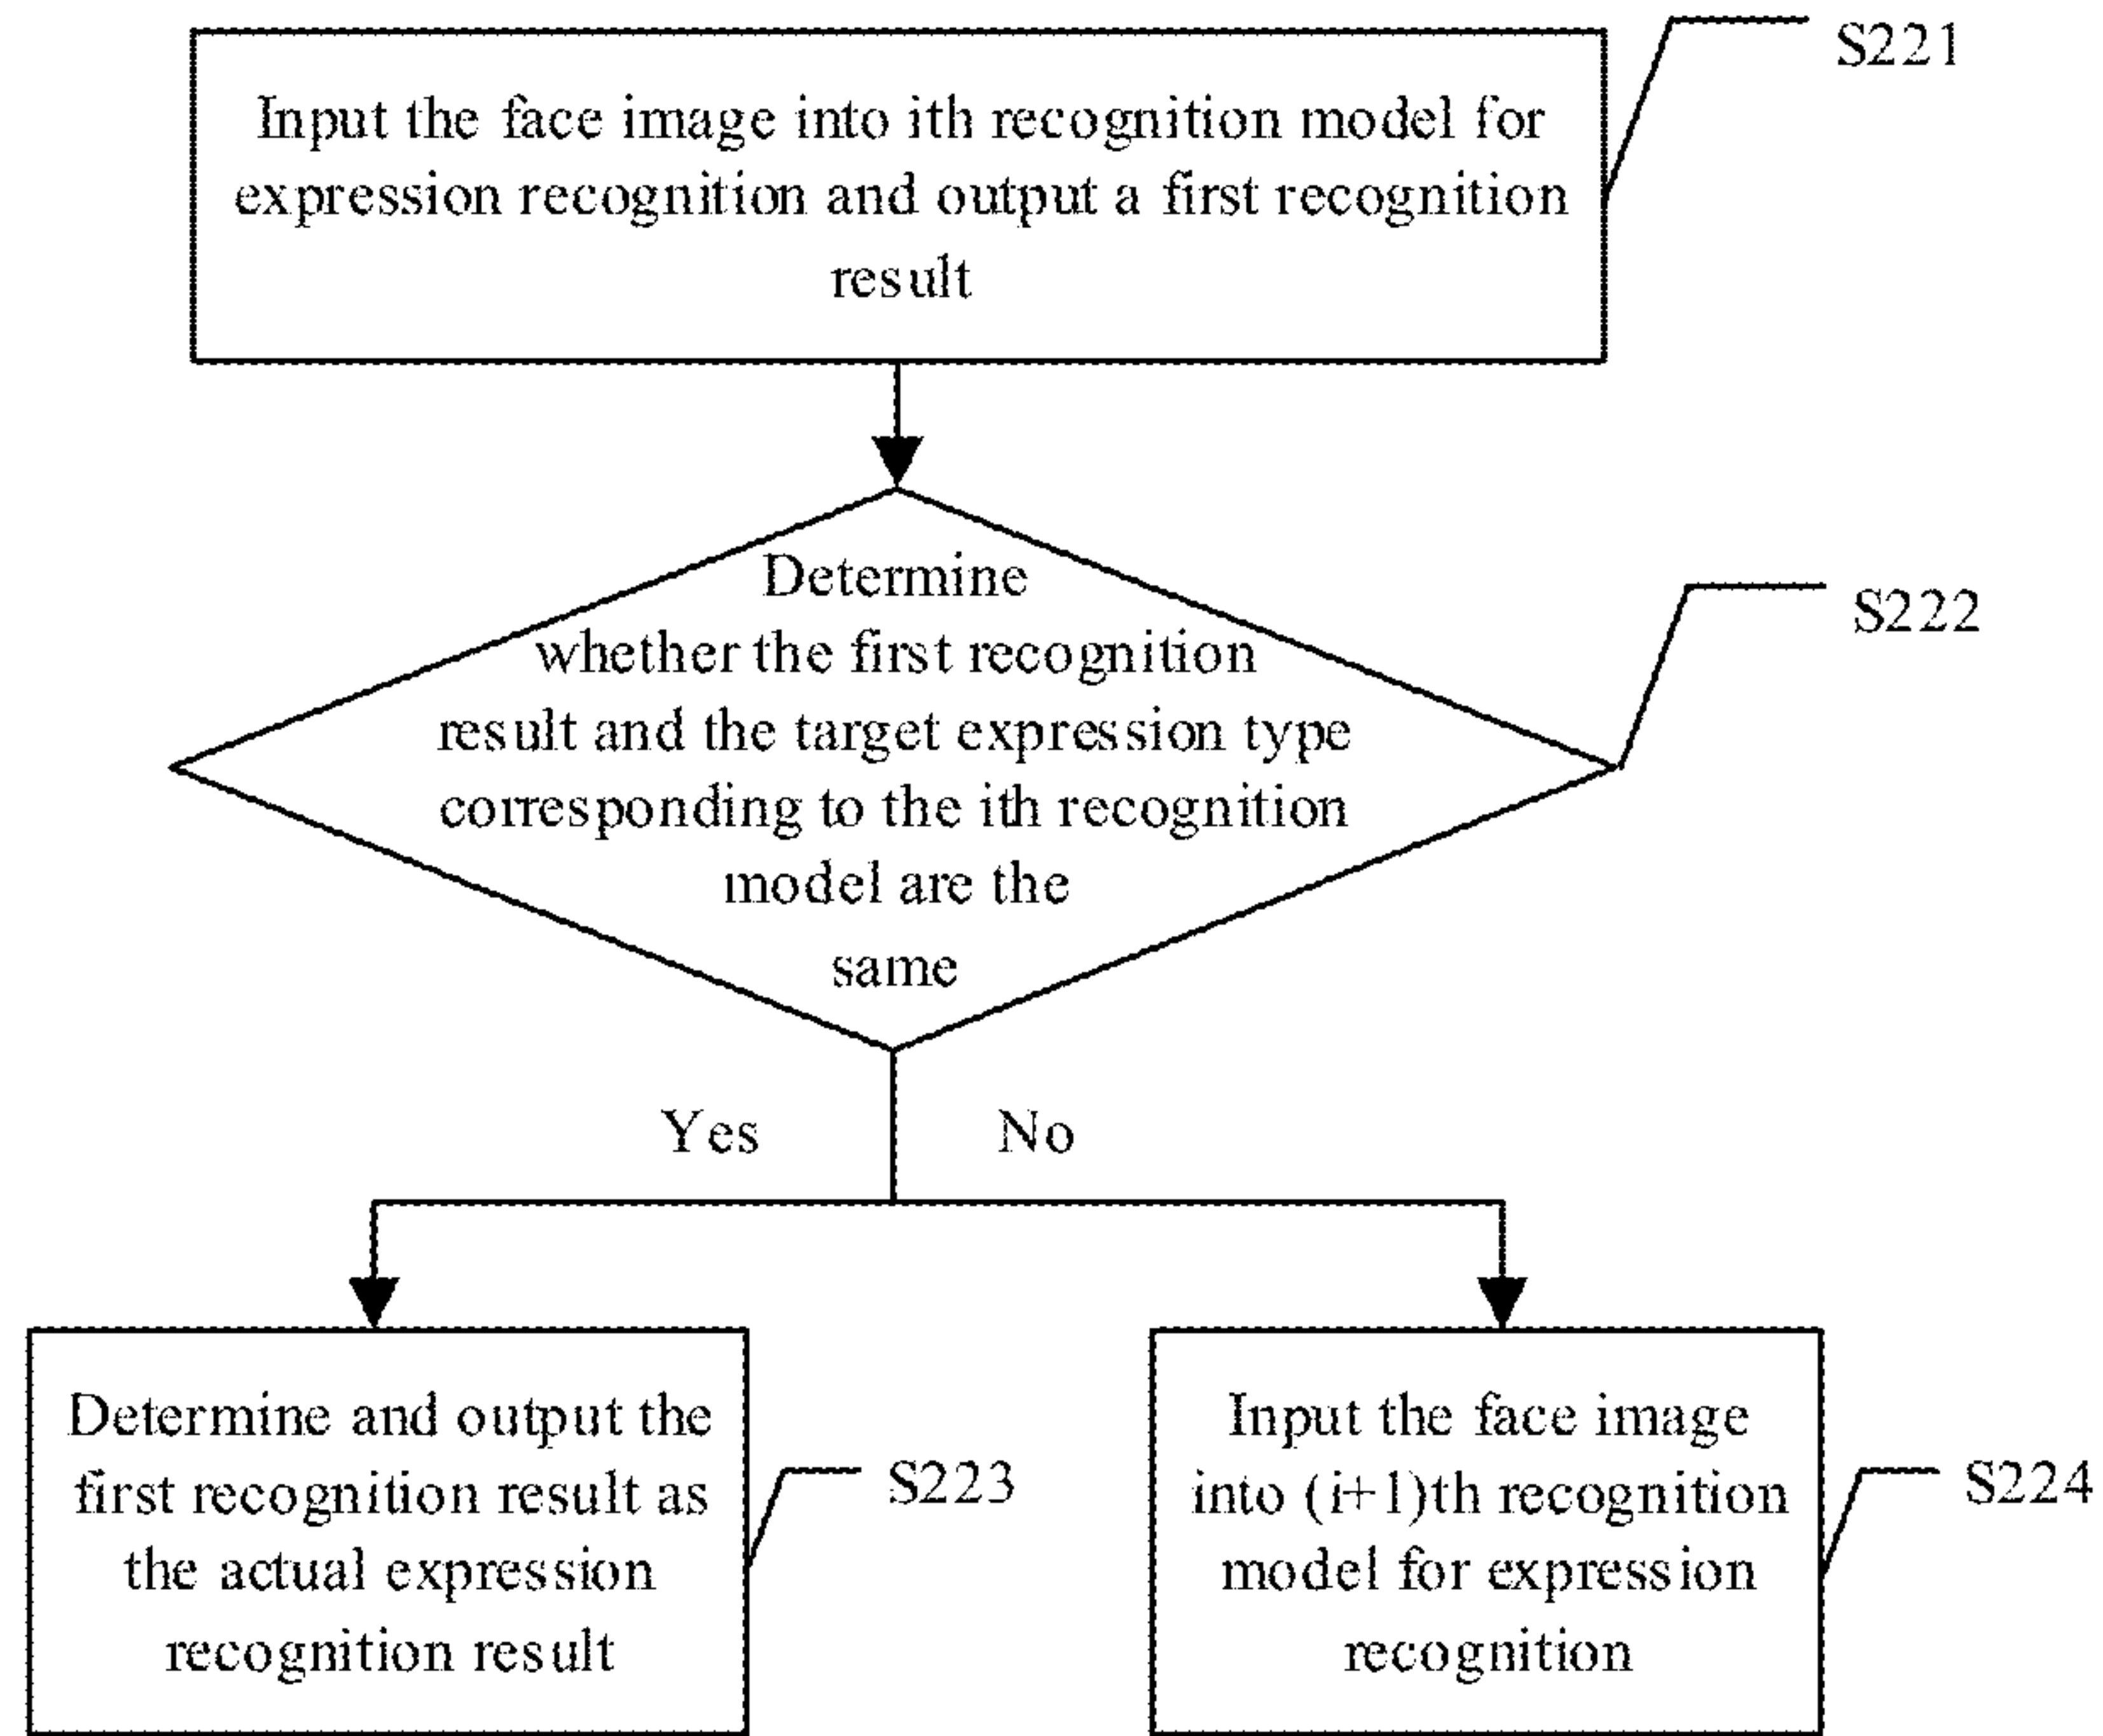 S221
Input the face image into ith recognition model for
expression recognition and output a first recognition
result
Determine
whether the first recognition
result and the target expression type
corresponding to the ith recognition
model are the
same
S222
Yes
No
Determine and output the
first recognition result as
the actual expression
recognition result
S223
Input the face image
into (i+1)th recognition
model for expression
recognition
S224